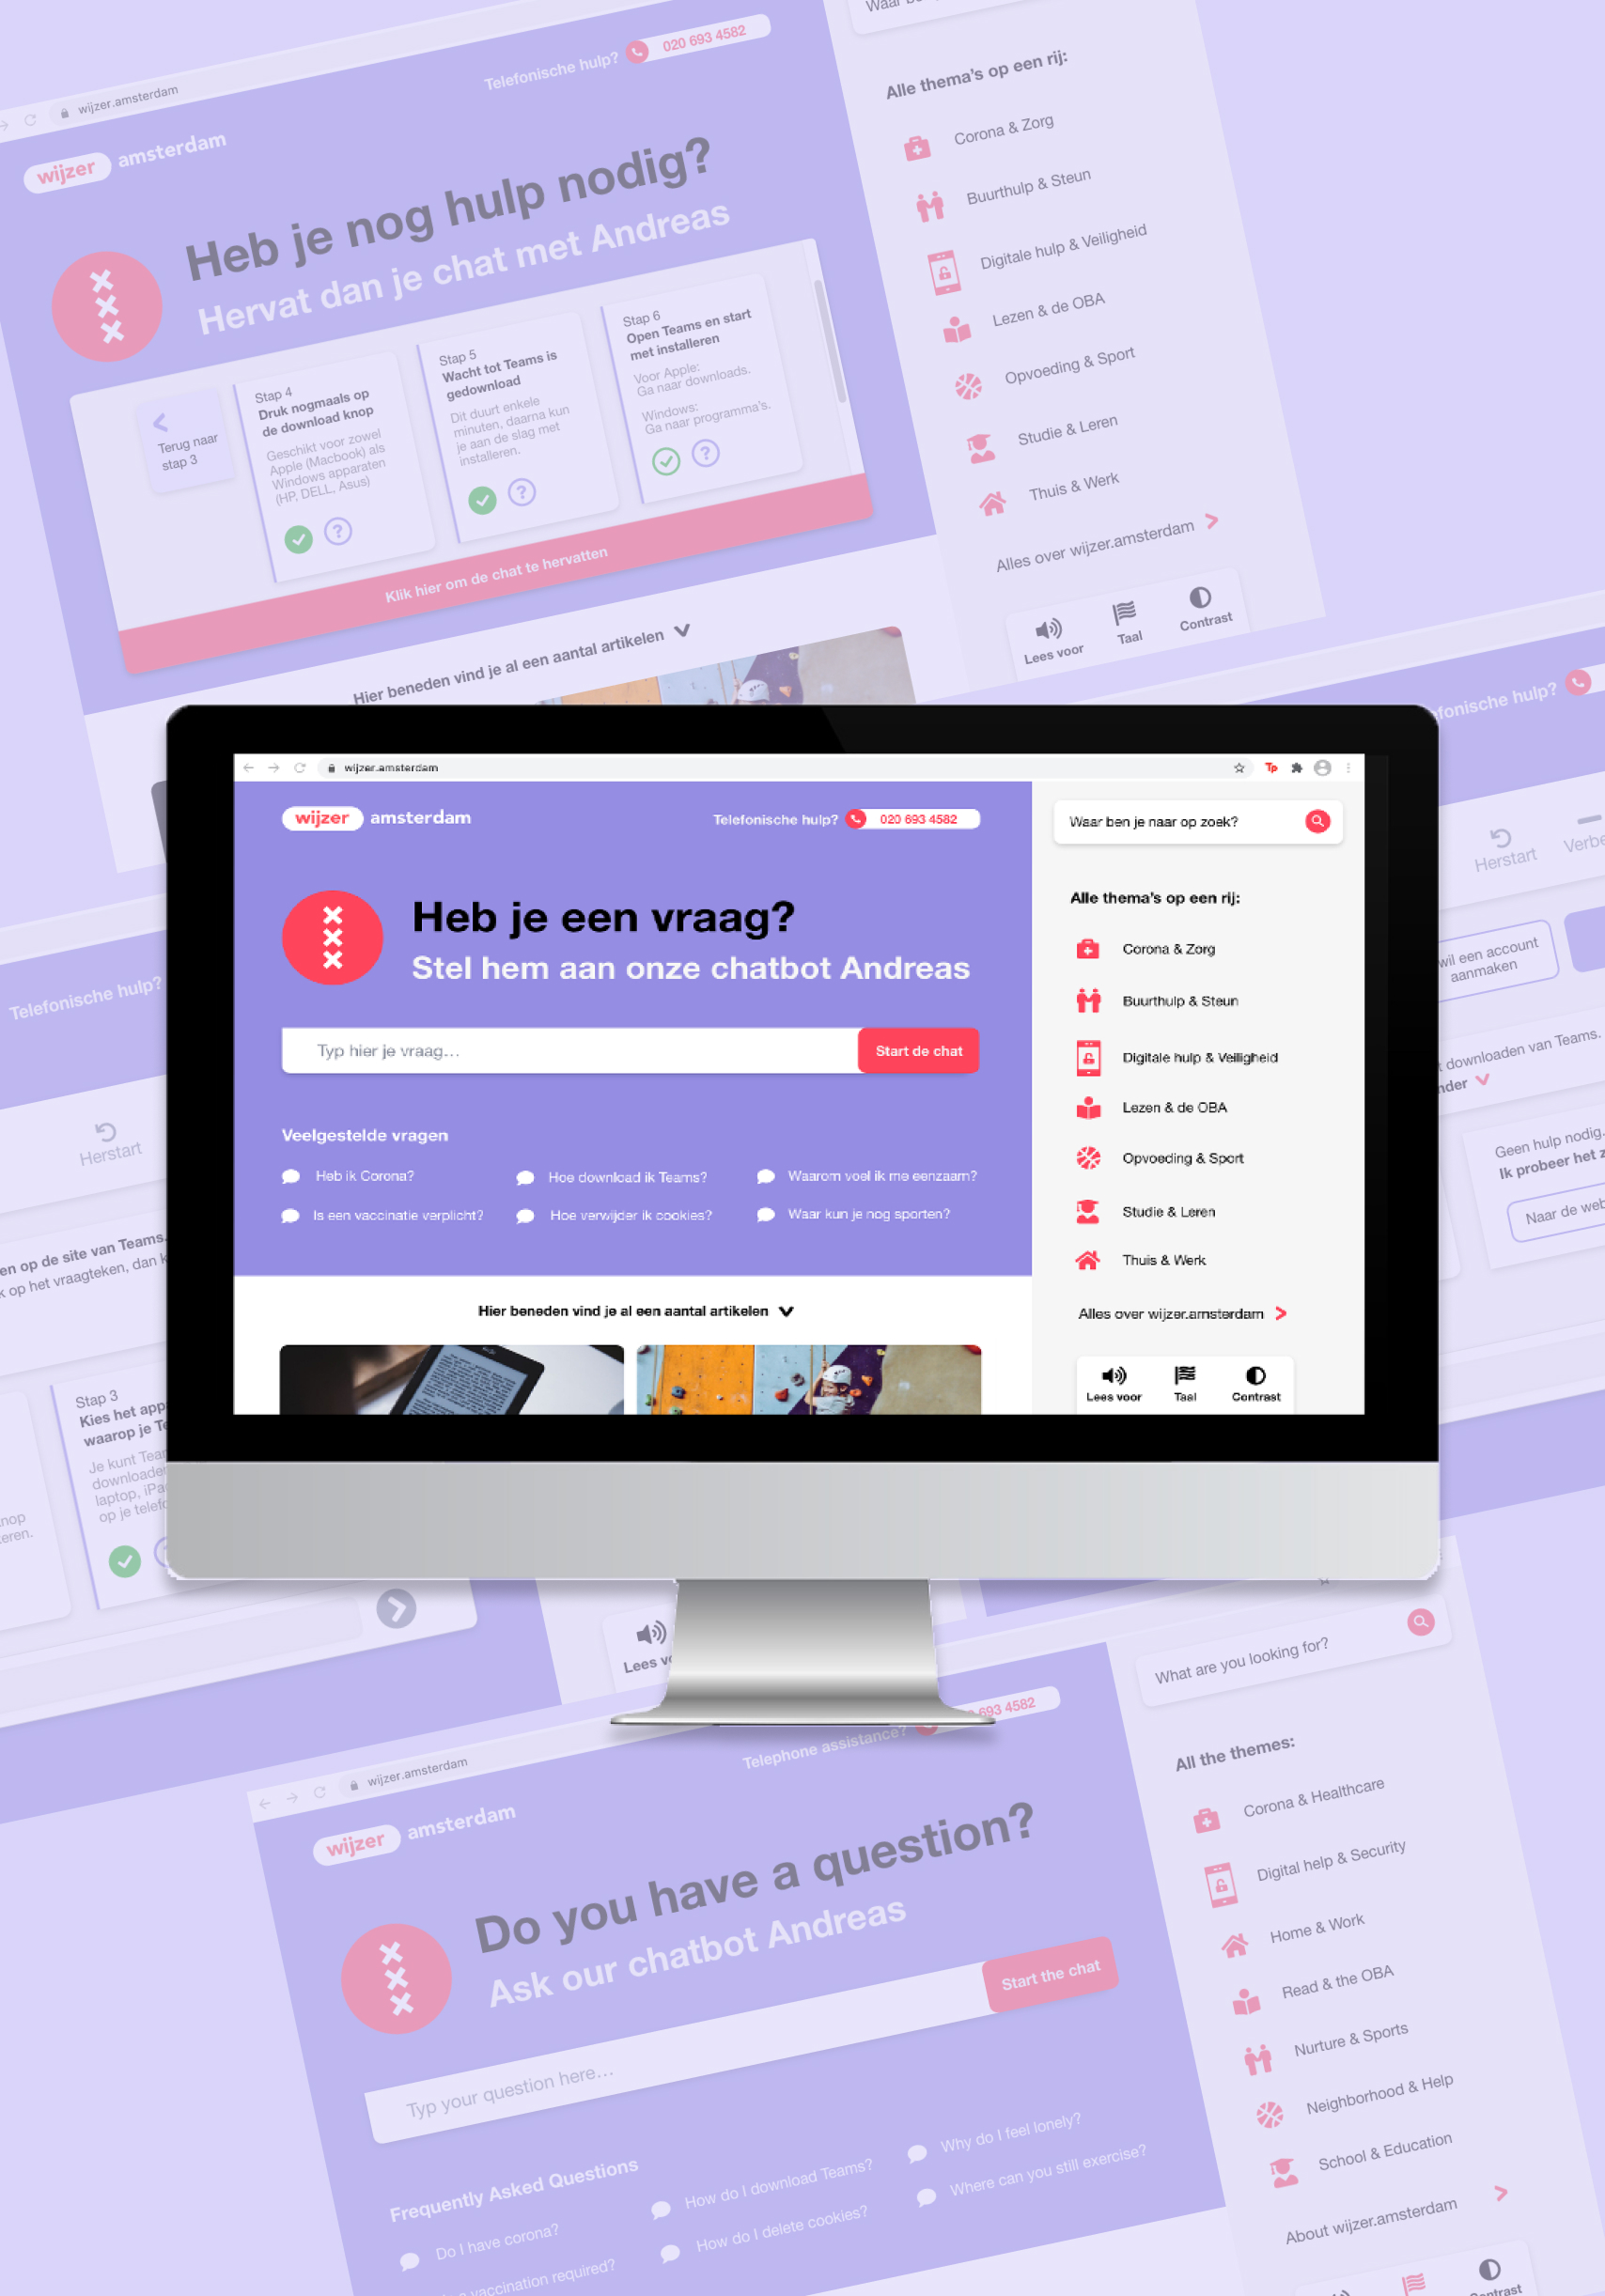 Telefonische hulp? 020 693 4582
wijzer.amsterdam
wijzer amsterdam
Heb je nog hulp nodig?
Hervat dan je chat met Andreas
Terug naar
stap 3
Stap 4
Druk nogmaals op
de download knop
Geschikt voor zowel
Apple (Macbook) als
Windows apparaten
(HP, DELL, Asus)
?
Stap 5
Wacht tot Teams is
gedownload
Dit duurt enkele
minuten, daarna kun
je aan de slag met
installeren.
?
Stap 6
Open Teams en start
met installeren
Voor Apple:
Ga naar downloads.
Windows:
Ga naar programma's.
?
Klik hier om de chat te hervatten
Hier beneden vind je al een aantal artikelen
Alle thema's op een rij:
Corona & Zorg
Buurthulp & Steun
Digitale hulp & Veiligheid
Lezen & de OBA
Opvoeding & Sport
Studie & Leren
Thuis & Werk
Alles over wijzer.amsterdam
Lees voor
Taal
Contrast
wijzer.amsterdam
Tp
wijzer amsterdam
Telefonische hulp? 020 693 4582
Heb je een vraag?
Stel hem aan onze chatbot Andreas
Typ hier je vraag...
Start de chat
Veelgestelde vragen
Heb ik Corona?
Hoe download ik Teams?
Waarom voel ik me eenzaam?
Is een vaccinatie verplicht?
Hoe verwijder ik cookies?
Waar kun je nog sporten?
Hier beneden vind je al een aantal artikelen
Waar ben je naar op zoek?
Alle thema's op een rij:
Corona & Zorg
Buurthulp & Steun
Digitale hulp & Veiligheid
Lezen & de OBA
Opvoeding & Sport
Studie & Leren
Thuis & Werk
Alles over wijzer.amsterdam
Lees voor
Taal
Contrast
Telefonische hulp?
Herstart
en op de site van Teams.
op het vraagteken, dan
Stap 3
Kies het
waarop je
Je kunt
laptop,
op je
hulp?
Herstart
wil een account
aanmaken
downloaden van Teams.
Geen hulp nodig.
Ik probeer het
Naar de
Lees
wijzer.amsterdam
Telephone assistance? 693 4582
wijzer amsterdam
Do you have a question?
Ask our chatbot Andreas
Typ your question here...
Start the chat
Frequently Asked Questions
Do I have corona?
How do I download Teams?
Why do I feel lonely?
vaccination required?
How do I delete cookies?
Where can you still exercise?
What are you looking for?
All the themes:
Corona & Healthcare
Digital help & Security
Home & Work
Read & the OBA
Nurture & Sports
Neighborhood & Help
School & Education
About wijzer.amsterdam